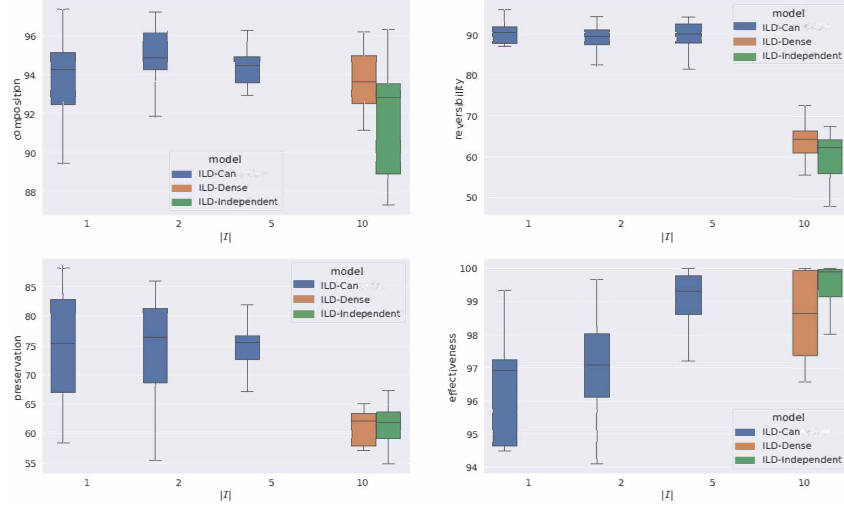 composition
96
94
92
90
88
model
ILD-Can
ILD-Dense
ILD-Independent
1 2 5 10
|I|
reversibility
90
80
70
60
50
model
ILD-Can
ILD-Dense
ILD-Independent
1 2 5 10
|I|
preservation
85
80
75
70
65
60
55
model
ILD-Can
ILD-Dense
ILD-Independent
1 2 5 10
|I|
effectiveness
100
99
98
97
96
95
94
model
ILD-Can
ILD-Dense
ILD-Independent
1 2 5 10
|I|